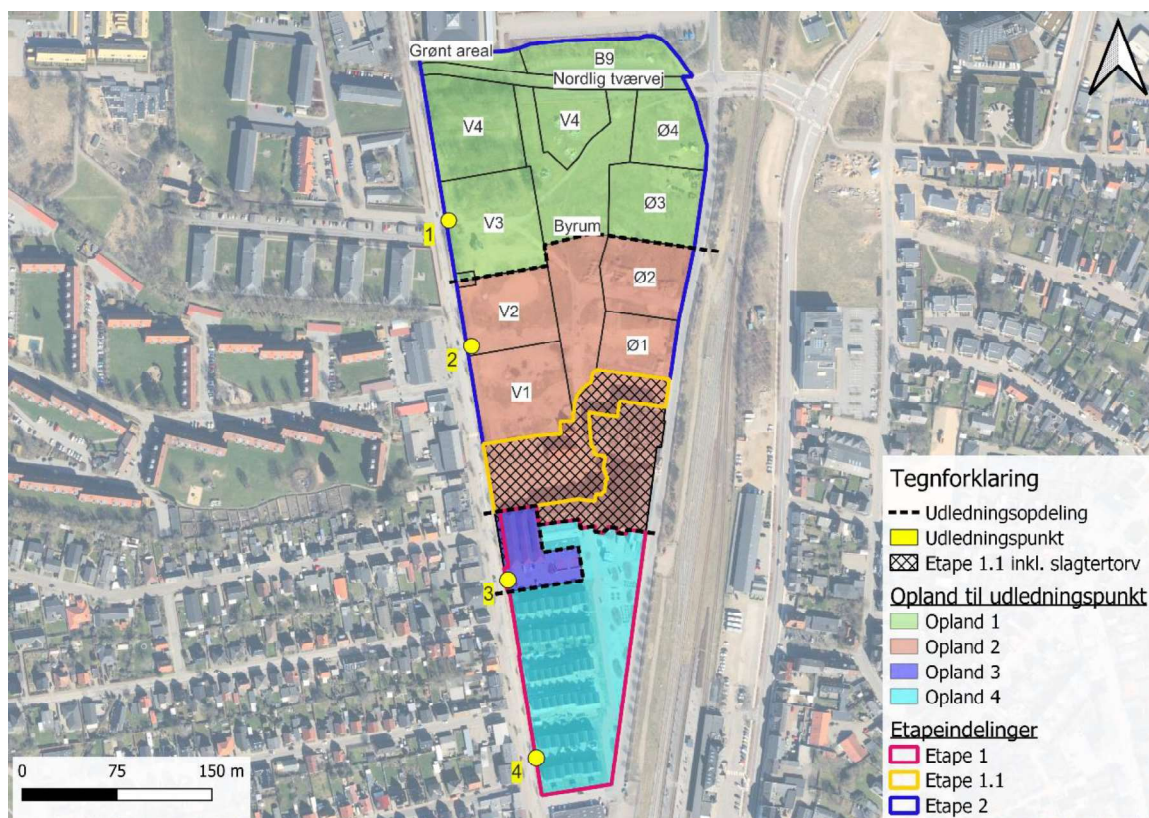 Grønt areal
B9
Nordlig tværvej
V4
V4
Ø4
V3
Ø3
1
Byrum
V2
Ø2
2
V1
Ø1
3
4
Tegnforklaring
Udledningsopdeling
Udledningspunkt
Etape 1.1 inkl. slagtertorv
Opland til udledningspunkt
Opland 1
Opland 2
Opland 3
Opland 4
Etapeindelinger
Etape 1
Etape 1.1
Etape 2
0 75 150 m